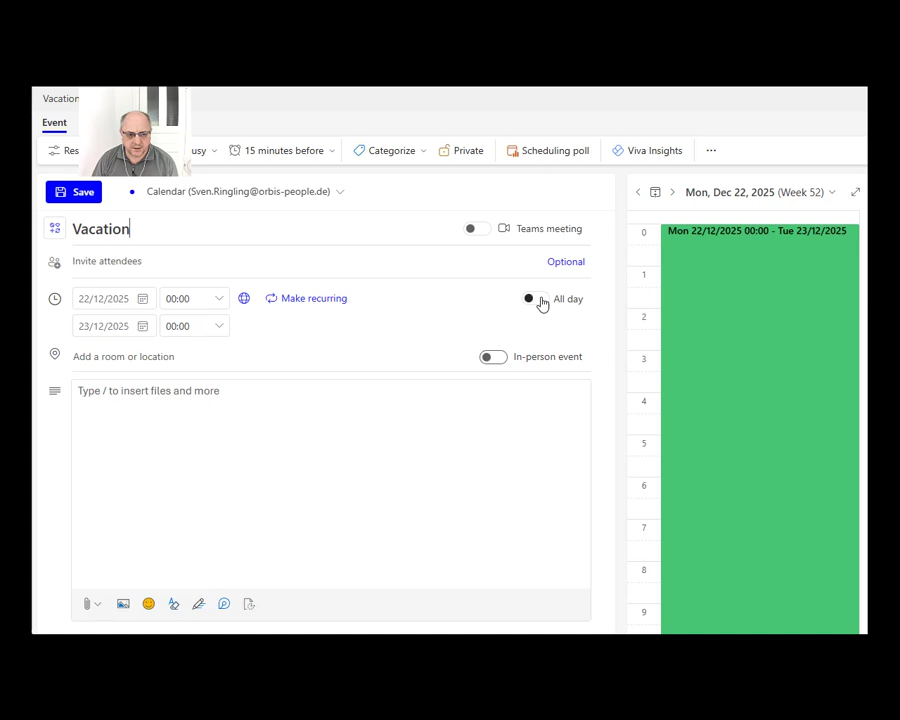 Vacation
Event
Res
usy
15 minutes before
Categorize
Private
Scheduling poll
Viva Insights
Save
Calendar (Sven.Ringling@orbis-people.de)
Mon, Dec 22, 2025 (Week 52)
Vacation
Teams meeting
Invite attendees
Optional
22/12/2025 00:00 Make recurring All day
23/12/2025 00:00
Add a room or location
In-person event
Type / to insert files and more
0 Mon 22/12/2025 00:00 - Tue 23/12/2025
1
2
3
4
5
6
7
8
9